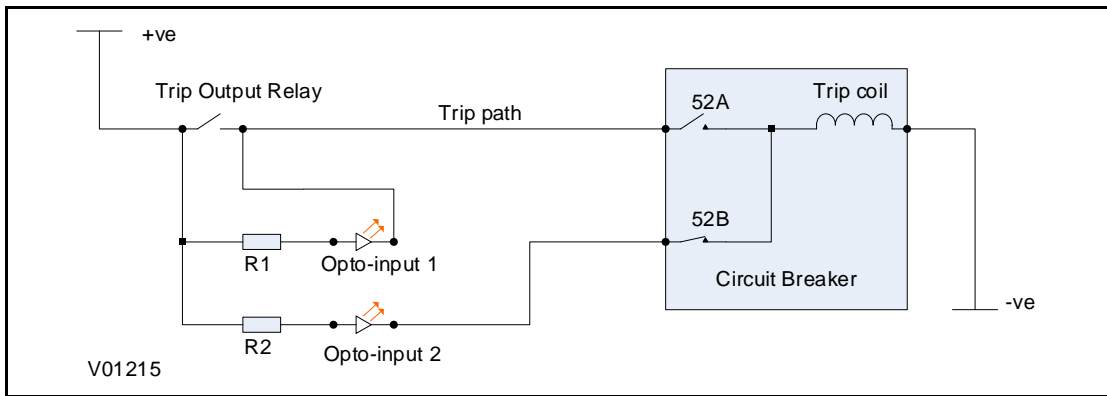 +ve
Trip Output Relay
Trip path
52A
Trip coil
52B
R1
Opto-input 1
Circuit Breaker
-ve
R2
Opto-input 2
V01215